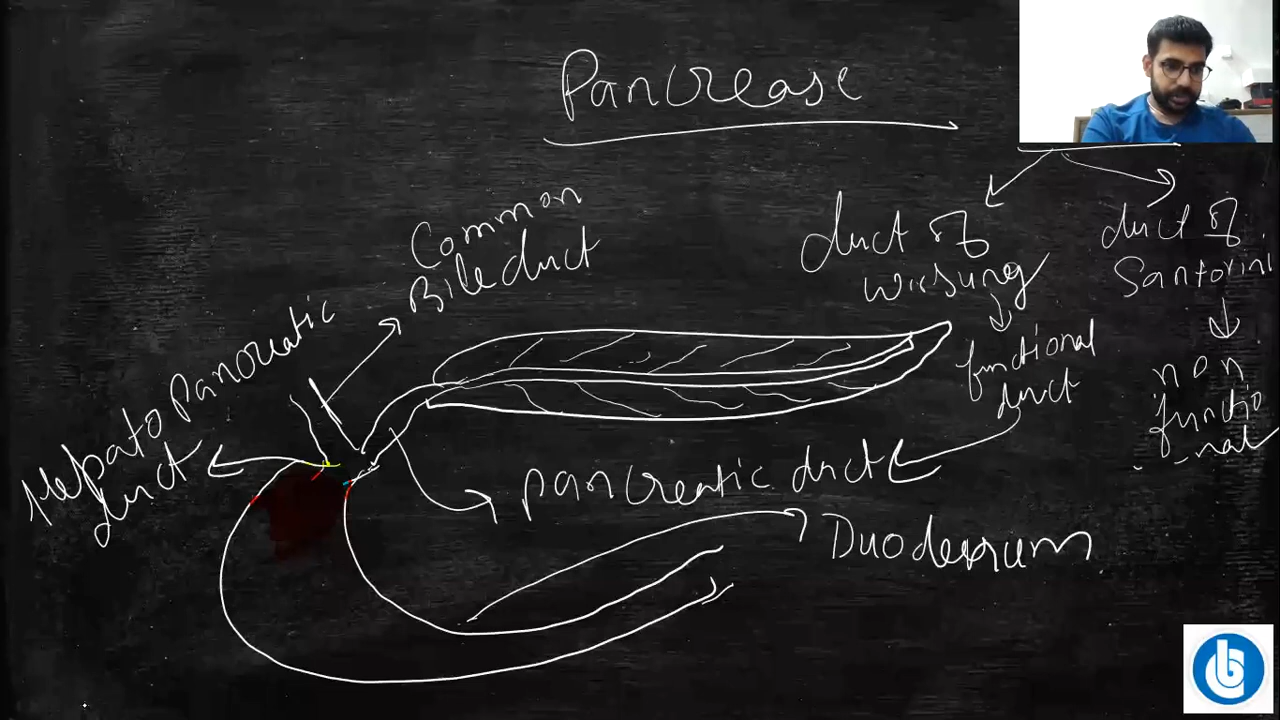 Pancrease
Common
Bile duct
duct of
wirsung
functional
duct
duct of
Santorini
non
functio
-nal
Hepato Pancreatic
duct
pancreatic duct
Duodenum